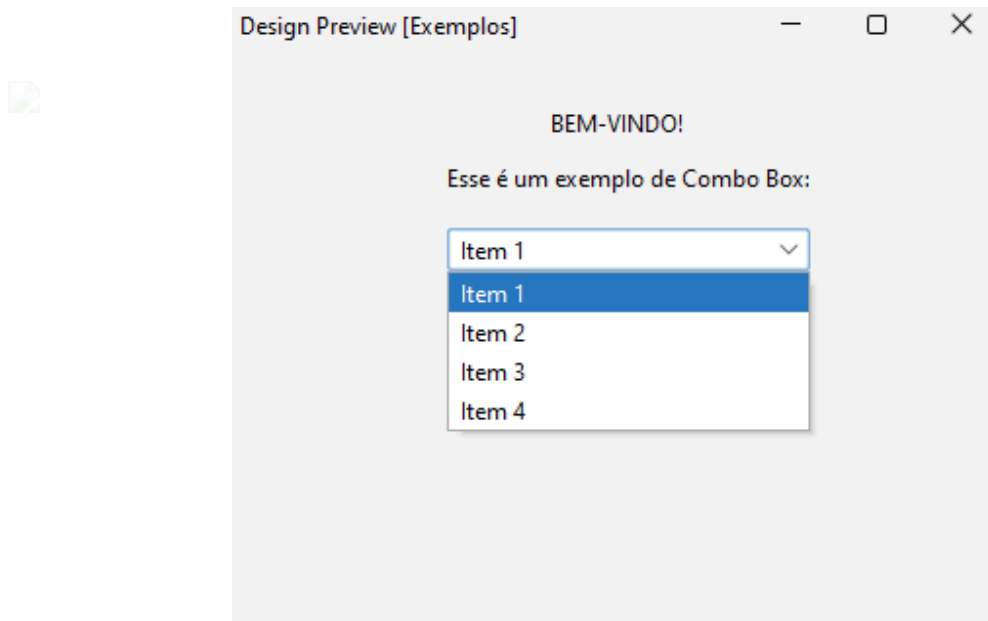 Design Preview [Exemplos]
BEM-VINDO!
Esse é um exemplo de Combo Box:
Item 1
Item 1
Item 2
Item 3
Item 4